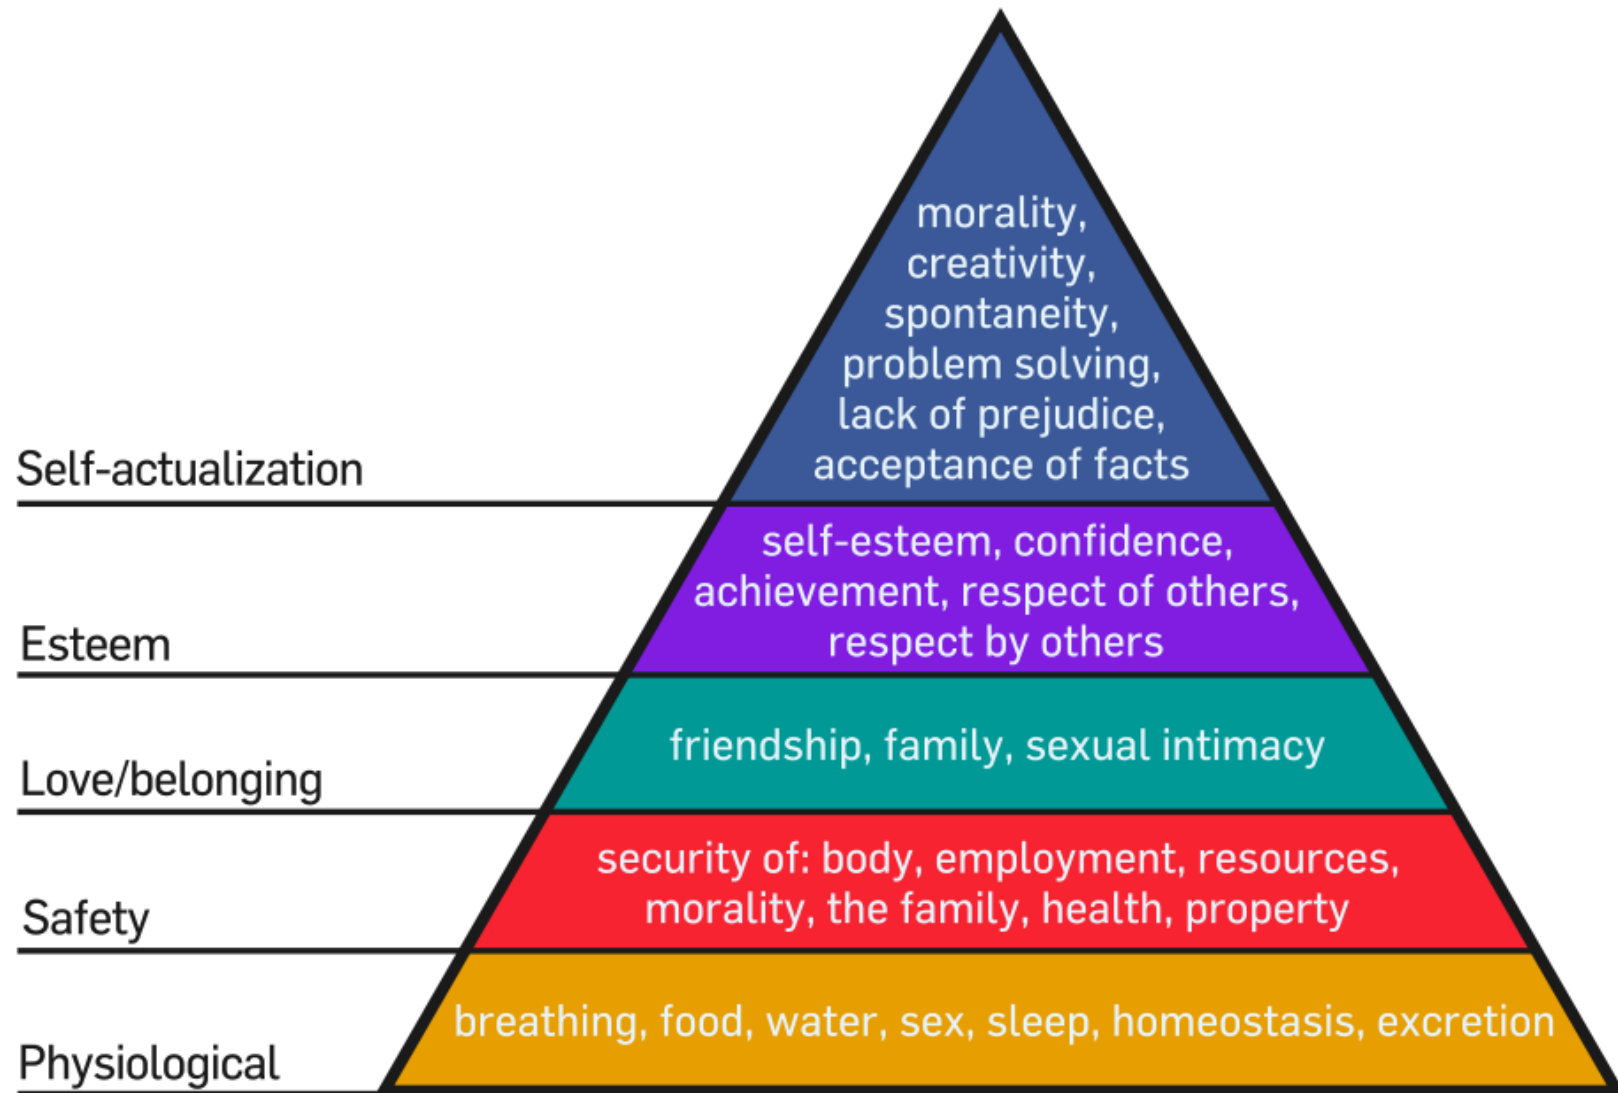 morality,
creativity,
spontaneity,
problem solving,
lack of prejudice,
acceptance of facts
Self-actualization
self-esteem, confidence,
achievement, respect of others,
respect by others
Esteem
friendship, family, sexual intimacy
Love/belonging
security of: body, employment, resources,
morality, the family, health, property
Safety
breathing, food, water, sex, sleep, homeostasis, excretion
Physiological